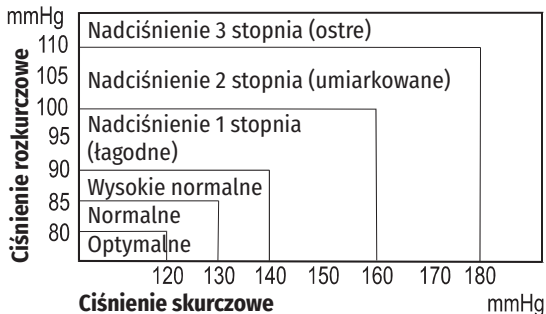 mmHg
110
105
100
95
90
85
80
Ciśnienie rozkurczowe
Nadciśnienie 3 stopnia (ostre)
Nadciśnienie 2 stopnia (umiarkowane)
Nadciśnienie 1 stopnia
(łagodne)
Wysokie normalne
Normalne
Optymalne
120 130 140 150 160 170 180
Ciśnienie skurczowe mmHg